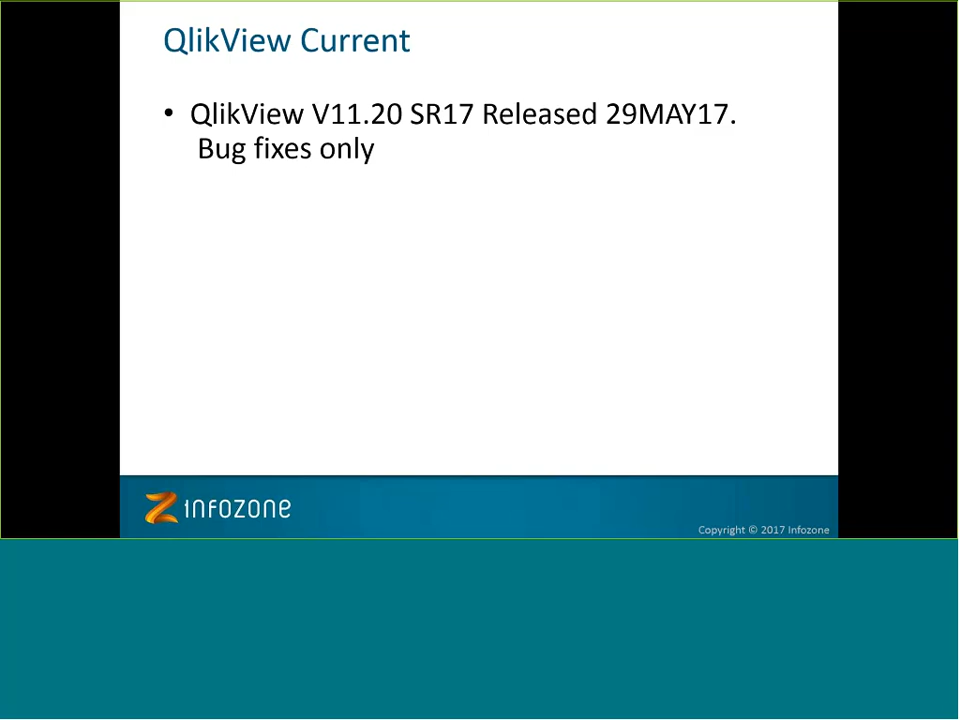 QlikView Current
• QlikView V11.20 SR17 Released 29MAY17.
Bug fixes only
infozone
Copyright © 2017 Infozone